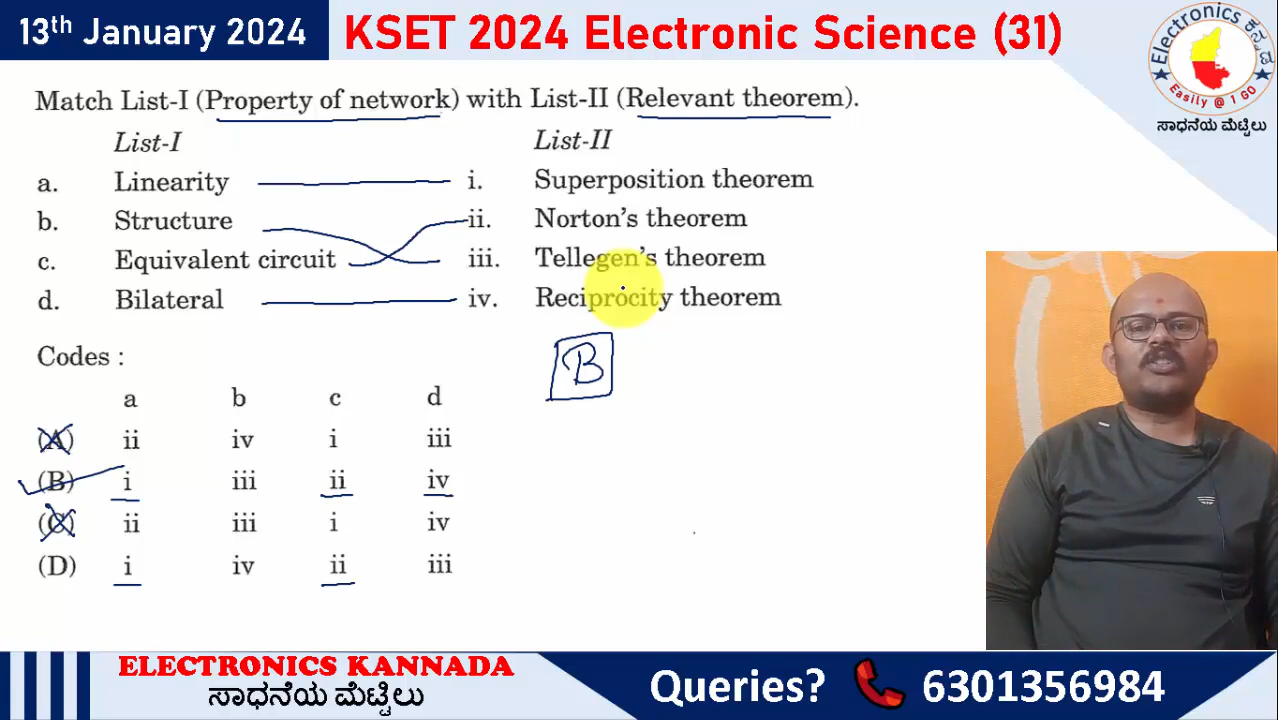 13th January 2024
KSET 2024 Electronic Science (31)
Electronics ಕನ್ನಡ
Easily @ 1 GO
ಸಾಧನೆಯ ಮೆಟ್ಟಿಲು
Match List-I (Property of network) with List-II (Relevant theorem).
List-I List-II
a. Linearity i. Superposition theorem
b. Structure ii. Norton's theorem
c. Equivalent circuit iii. Tellegen's theorem
d. Bilateral iv. Reciprocity theorem
B
Codes :
a b c d
(A) ii iv i iii
(B) i iii ii iv
(C) ii iii i iv
(D) i iv ii iii
ELECTRONICS KANNADA
ಸಾಧನೆಯ ಮೆಟ್ಟಿಲು
Queries? 6301356984